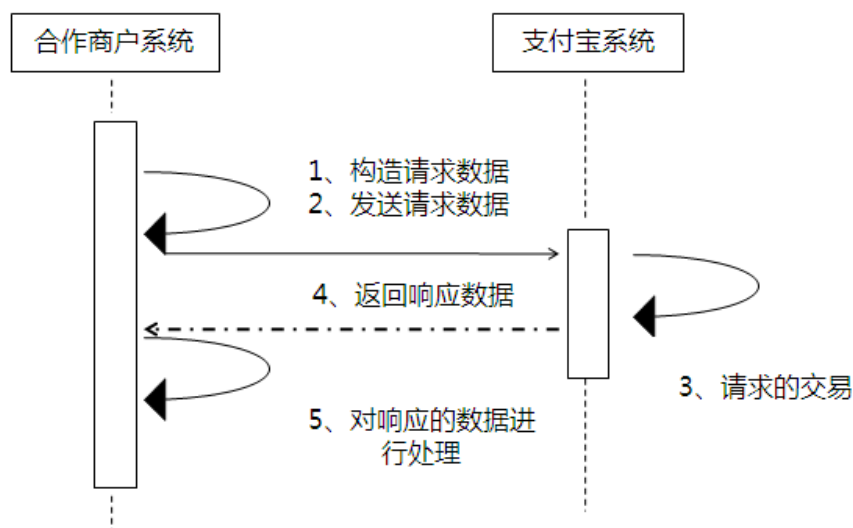 合作商户系统
支付宝系统
1、构造请求数据
2、发送请求数据
4、返回响应数据
3、请求的交易
5、对响应的数据进
行处理